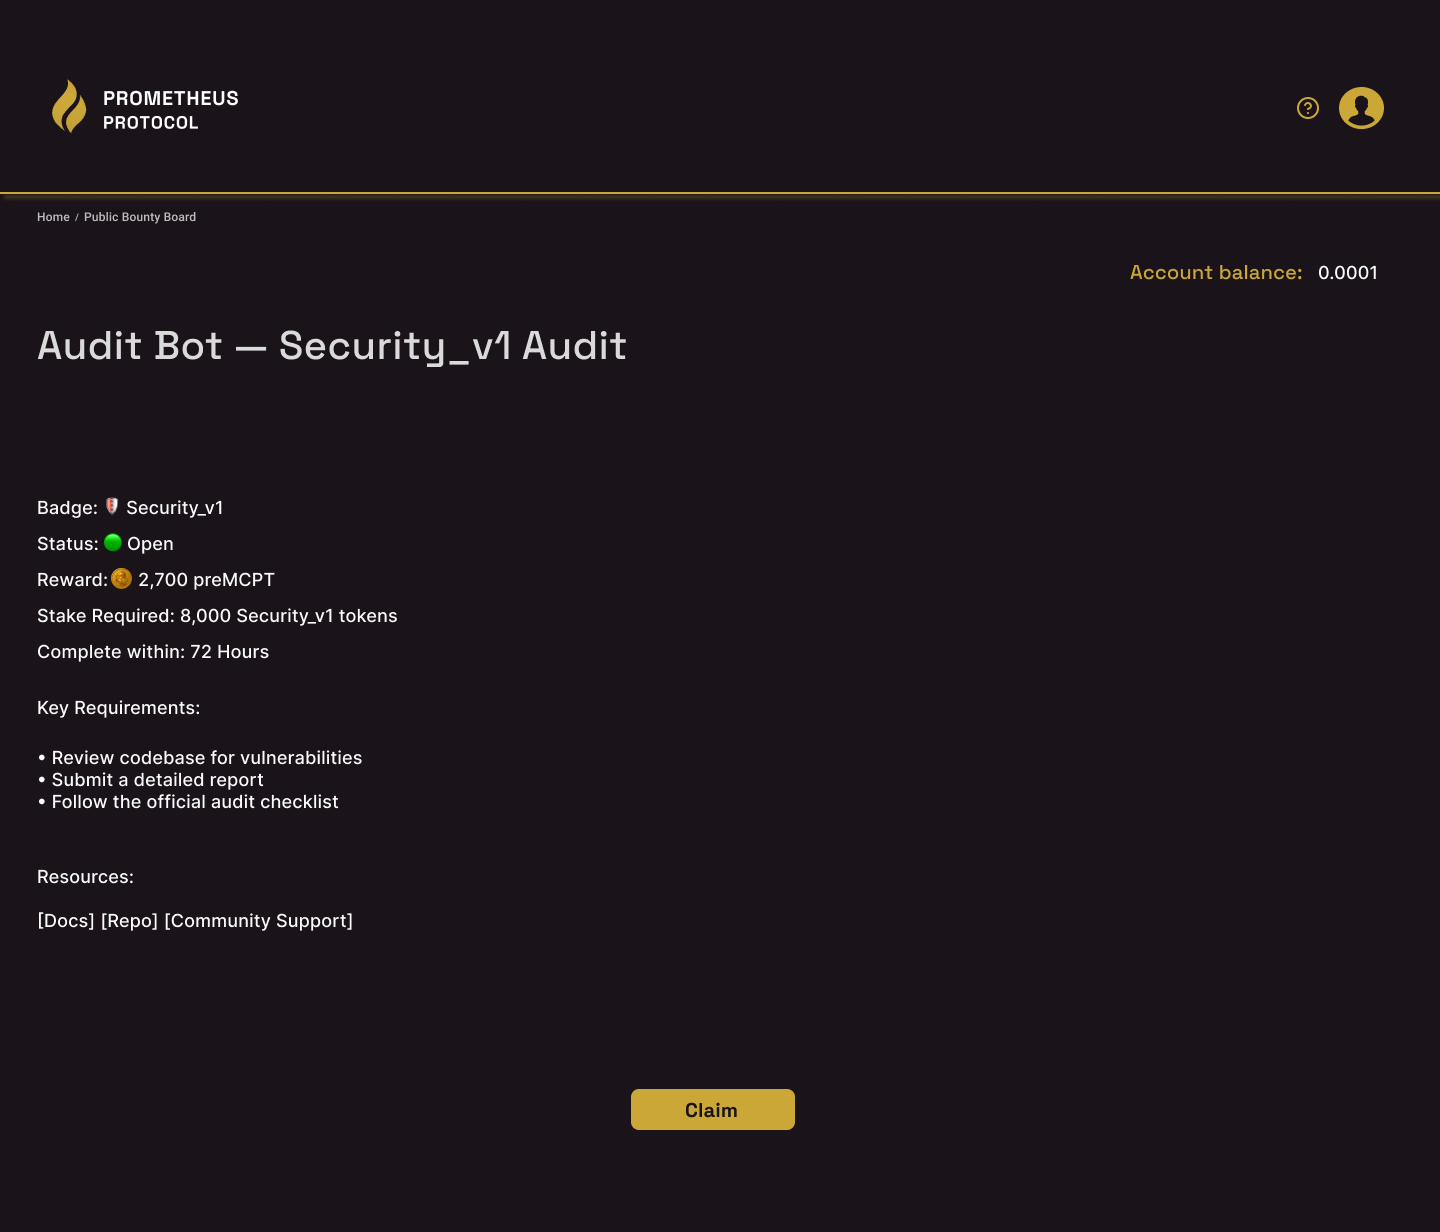 PROMETHEUS
PROTOCOL
Home / Public Bounty Board
Account balance: 0.0001
Audit Bot — Security_v1 Audit
Badge: Security_v1
Status: Open
Reward: 2,700 preMCPT
Stake Required: 8,000 Security_v1 tokens
Complete within: 72 Hours
Key Requirements:
• Review codebase for vulnerabilities
• Submit a detailed report
• Follow the official audit checklist
Resources:
[Docs] [Repo] [Community Support]
Claim